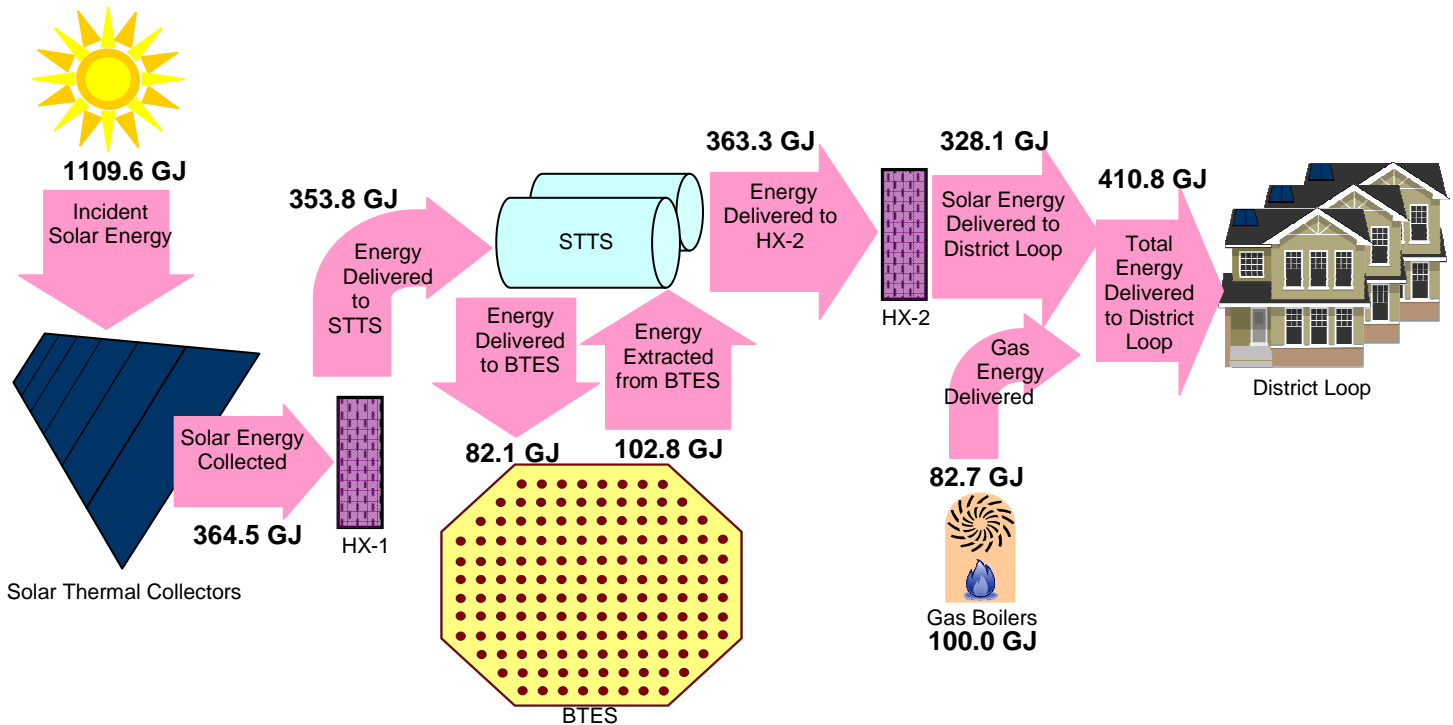 1109.6 GJ
Incident
Solar Energy
Solar Thermal Collectors
Solar Energy
Collected
364.5 GJ
HX-1
353.8 GJ
Energy
Delivered
to
STTS
STTS
Energy
Delivered
to BTES
82.1 GJ
Energy
Extracted
from BTES
102.8 GJ
BTES
363.3 GJ
Energy
Delivered to
HX-2
HX-2
328.1 GJ
Solar Energy
Delivered to
District Loop
Gas
Energy
Delivered
82.7 GJ
Gas Boilers
100.0 GJ
410.8 GJ
Total
Energy
Delivered
to District
Loop
District Loop